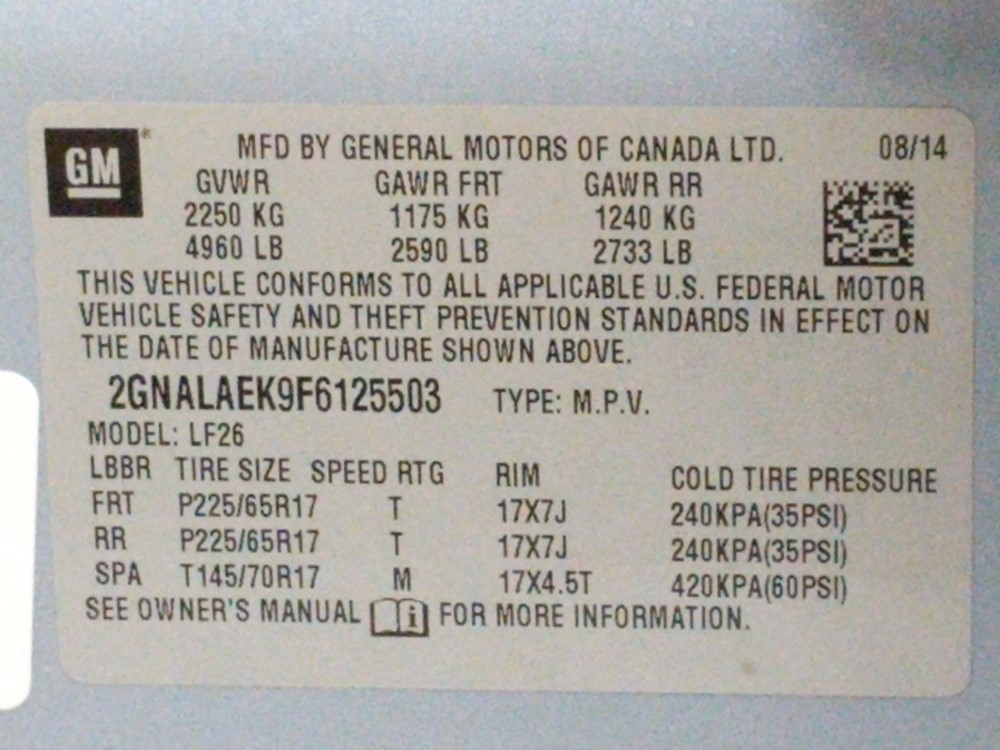 GM
MFD BY GENERAL MOTORS OF CANADA LTD. 08/14
GVWR GAWR FRT GAWR RR
2250 KG 1175 KG 1240 KG
4960 LB 2590 LB 2733 LB
THIS VEHICLE CONFORMS TO ALL APPLICABLE U.S. FEDERAL MOTOR
VEHICLE SAFETY AND THEFT PREVENTION STANDARDS IN EFFECT ON
THE DATE OF MANUFACTURE SHOWN ABOVE.
2GNALAEK9F6125503 TYPE: M.P.V.
MODEL: LF26
LBBR TIRE SIZE SPEED RTG RIM COLD TIRE PRESSURE
FRT P225/65R17 T 17X7J 240KPA(35PSI)
RR P225/65R17 T 17X7J 240KPA(35PSI)
SPA T145/70R17 M 17X4.5T 420KPA(60PSI)
SEE OWNER'S MANUAL i FOR MORE INFORMATION.